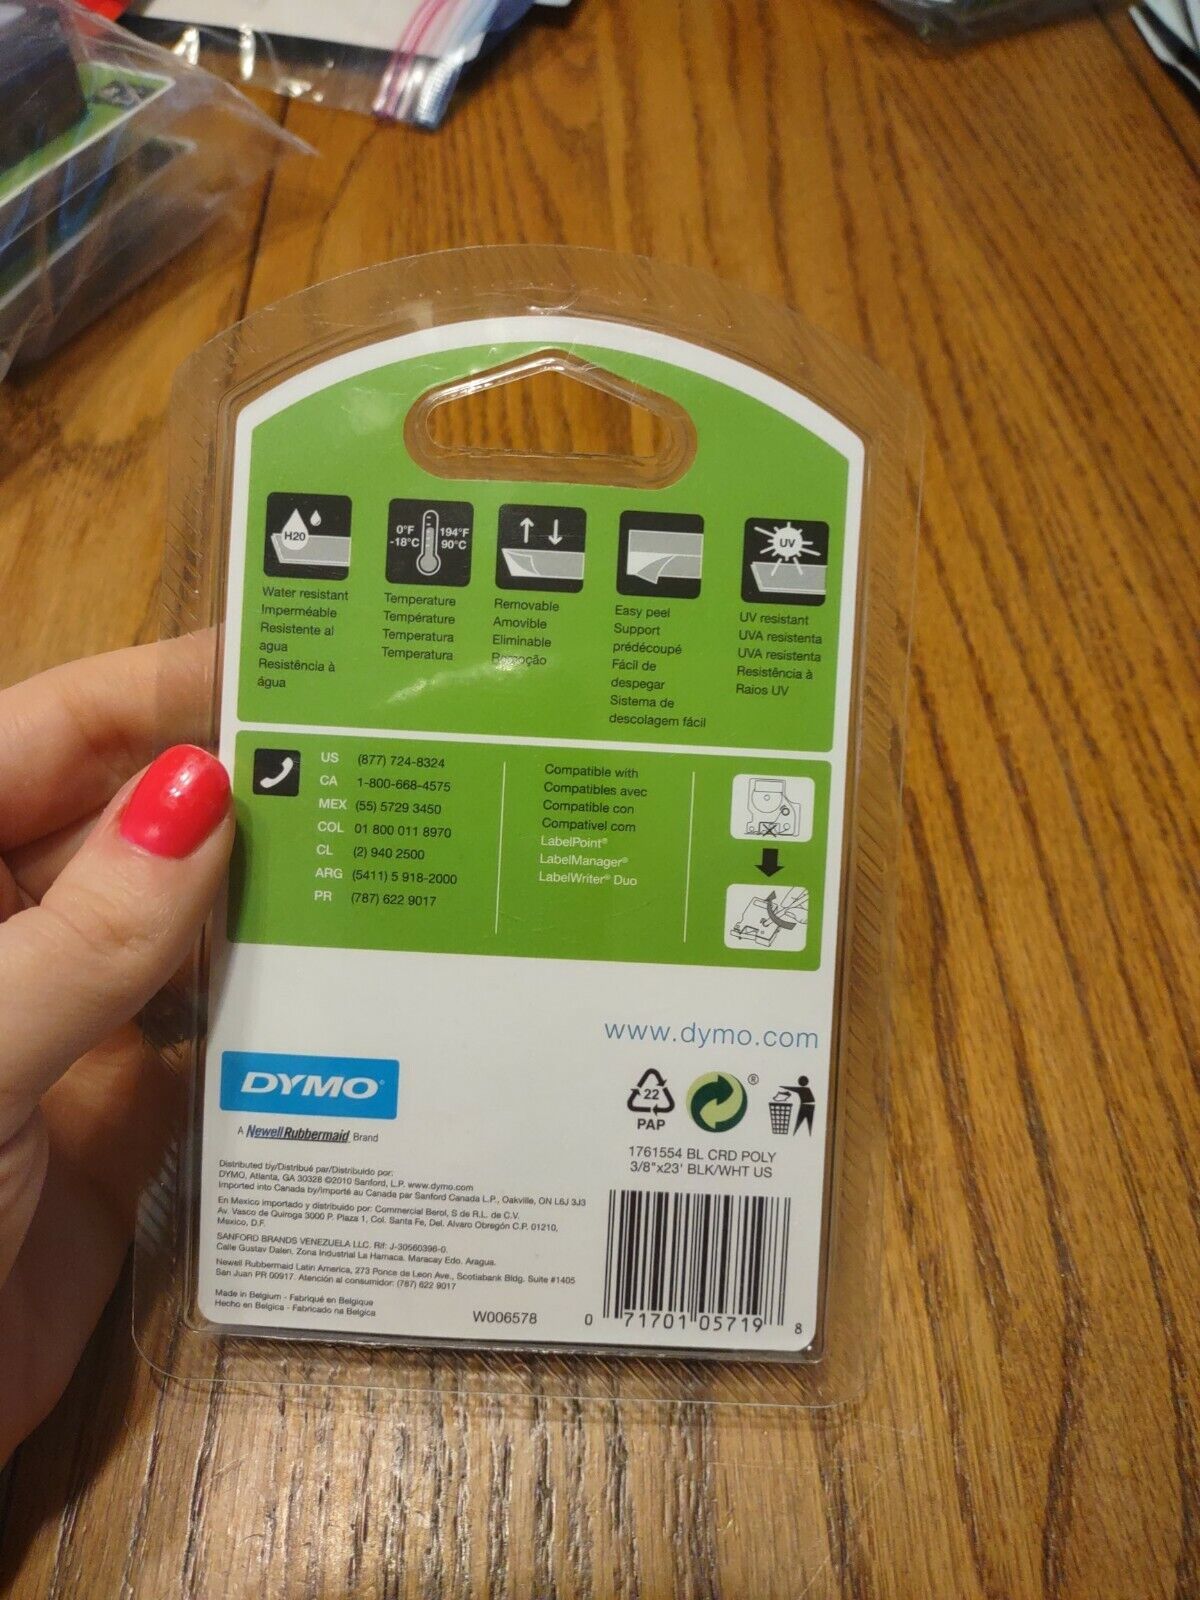 H20
0°F
-18°C
194°F
90°C
UV
Water resistant
Imperméable
Resistente al
agua
Resistência à
água
Temperature
Température
Temperatura
Temperatura
Removable
Amovible
Eliminable
Remoção
Easy peel
Support
prédécoupé
Fácil de
despegar
Sistema de
descolagem fácil
UV resistant
UVA resistenta
UVA resistenta
Resistência à
Raios UV
US (877) 724-8324
CA 1-800-668-4575
MEX (55) 5729 3450
COL 01 800 011 8970
CL (2) 940 2500
ARG (5411) 5 918-2000
PR (787) 622 9017
Compatible with
Compatibles avec
Compatible con
Compativel com
LabelPoint®
LabelManager®
LabelWriter® Duo
www.dymo.com
DYMO®
A NewellRubbermaid Brand
22
PAP
®
1761554 BL CRD POLY
3/8"x23' BLK/WHT US
Distributed by/Distribué par/Distribuido por:
DYMO, Atlanta, GA 30328 ©2010 Sanford, L.P. www.dymo.com
Imported into Canada by/importé au Canada par Sanford Canada L.P., Oakville, ON L6J 3J3
En Mexico importado y distribuido por: Commercial Berol, S de R.L. de C.V.
Av. Vasco de Quiroga 3000 P. Plaza 1, Col. Santa Fe, Del. Alvaro Obregón C.P. 01210,
Mexico, D.F.
SANFORD BRANDS VENEZUELA LLC. Rif: J-30560396-0.
Calle Gustav Dalen, Zona Industrial La Hamaca. Maracay Edo. Aragua.
Newell Rubbermaid Latin America, 273 Ponce de Leon Ave., Scotiabank Bldg. Suite #1405
San Juan PR 00917. Atención al consumidor: (787) 622 9017
Made in Belgium - Fabriqué en Belgique
Hecho en Belgica - Fabricado na Belgica
W006578
0 71701 05719 8